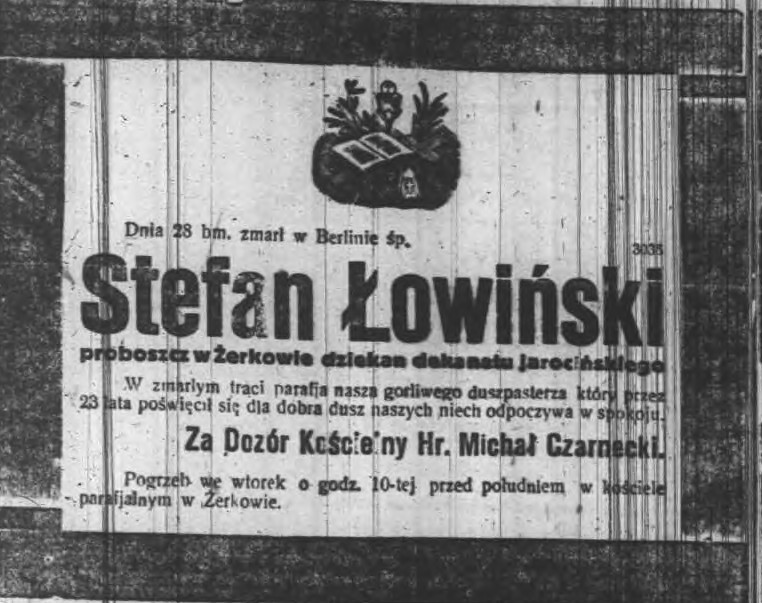 Dnia 28 bm. zmarł w Berlinie śp.
3035
Stefan Łowiński
proboszcz w Żerkowie dziekan dekanatu jarocińskiego
W zmarłym traci parafja nasza gorliwego duszpasterza który przez
23 lata poświęcił się dla dobra dusz naszych niech odpoczywa w spokoju.
Za Dozór Kościelny Hr. Michał Czarnecki.
Pogrzeb we wtorek o godz. 10-tej przed południem w kościele
parafjalnym w Żerkowie.